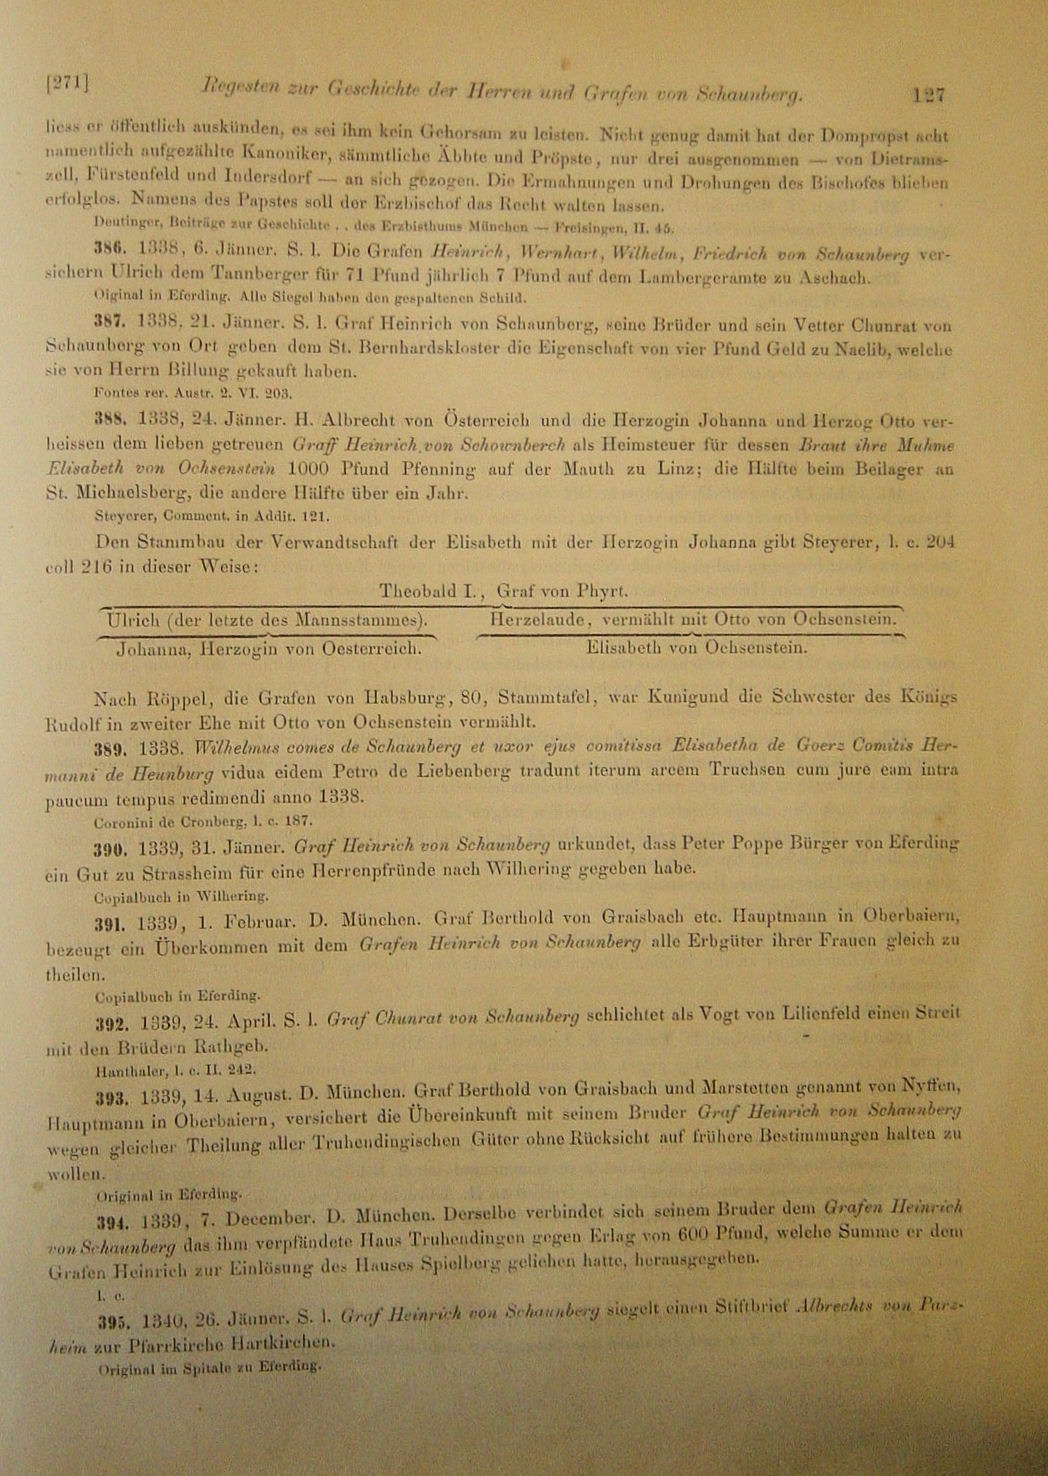 [271] Regesten zur Geschichte der Herren und Grafen von Schaunberg. 127
liess er öffentlich auskünden, es sei ihm kein Gehorsam zu leisten. Nicht genug damit hat der Dompropst acht
namentlich aufgezählte Kanoniker, sämmtliche Äbbte und Pröpste, nur drei ausgenommen — von Dietrams-
zell, Fürstenfeld und Indersdorf — an sich gezogen. Die Ermahnungen und Drohungen des Bischofes blieben
erfolglos. Namens des Papstes soll der Erzbischof das Recht walten lassen.
Deutinger, Beiträge zur Geschichte . . des Erzbisthums München — Freisingen, II. 45.
386. 1338, 6. Jänner. S. l. Die Grafen Heinrich, Wernhart, Wilhelm, Friedrich von Schaunberg ver-
sichern Ulrich dem Tannberger für 71 Pfund jährlich 7 Pfund auf dem Lambergeramte zu Aschach.
Oiginal in Eferding. Alle Siegel haben den gespaltenen Schild.
387. 1338, 21. Jänner. S. l. Graf Heinrich von Schaunberg, seine Brüder und sein Vetter Chunrat von
Schaunberg von Ort geben dem St. Bernhardskloster die Eigenschaft von vier Pfund Geld zu Naelib, welche
sie von Herrn Billung gekauft haben.
Fontes rer. Austr. 2. VI. 203.
388. 1338, 24. Jänner. H. Albrecht von Österreich und die Herzogin Johanna und Herzog Otto ver-
heissen dem lieben getreuen Graff Heinrich von Schownberch als Heimsteuer für dessen Braut ihre Muhme
Elisabeth von Ochsenstein 1000 Pfund Pfenning auf der Mauth zu Linz; die Hälfte beim Beilager an
St. Michaelsberg, die andere Hälfte über ein Jahr.
Steyerer, Comment. in Addit. 121.
Den Stammbau der Verwandtschaft der Elisabeth mit der Herzogin Johanna gibt Steyerer, l. c. 204
coll 216 in dieser Weise:
Theobald I., Graf von Phyrt.
Ulrich (der letzte des Mannsstammes). Herzelaude, vermählt mit Otto von Ochsenstein.
Johanna, Herzogin von Oesterreich. Elisabeth von Ochsenstein.
Nach Röppel, die Grafen von Habsburg, 80, Stammtafel, war Kunigund die Schwester des Königs
Rudolf in zweiter Ehe mit Otto von Ochsenstein vermählt.
389. 1338. Wilhelmus comes de Schaunberg et uxor ejus comitissa Elisabetha de Goerz Comitis Her-
manni de Heunburg vidua eidem Petro de Liebenberg tradunt iterum arcem Truchsen cum jure eam intra
paucum tempus redimendi anno 1338.
Coronini de Cronberg, l. c. 187.
390. 1339, 31. Jänner. Graf Heinrich von Schaunberg urkundet, dass Peter Poppe Bürger von Eferding
ein Gut zu Strassheim für eine Herrenpfründe nach Wilhering gegeben habe.
Copialbuch in Wilhering.
391. 1339, 1. Februar. D. München. Graf Berthold von Graisbach etc. Hauptmann in Oberbaiern,
bezeugt ein Überkommen mit dem Grafen Heinrich von Schaunberg alle Erbgüter ihrer Frauen gleich zu
theilen.
Copialbuch in Eferding.
392. 1339, 24. April. S. l. Graf Chunrat von Schaunberg schlichtet als Vogt von Lilienfeld einen Streit
mit den Brüdern Rathgeb.
Hanthaler, l. c. II. 242.
393. 1339, 14. August. D. München. Graf Berthold von Graisbach und Marstetten genannt von Nyffen,
Hauptmann in Oberbaiern, versichert die Übereinkunft mit seinem Bruder Graf Heinrich von Schaunberg
wegen gleicher Theilung aller Truhendingischen Güter ohne Rücksicht auf frühere Bestimmungen halten zu
wollen.
Original in Eferding.
394. 1339, 7. December. D. München. Derselbe verbindet sich seinem Bruder dem Grafen Heinrich
von Schaunberg das ihm verpfändete Haus Truhendingen gegen Erlag von 600 Pfund, welche Summe er dem
Grafen Heinrich zur Einlösung des Hauses Spielberg geliehen hatte, herausgegeben.
l. c.
395. 1340, 26. Jänner. S. l. Graf Heinrich von Schaunberg siegelt einen Stiftbrief Albrechts von Parz-
heim zur Pfarrkirche Hartkirchen.
Original im Spitale zu Eferding.